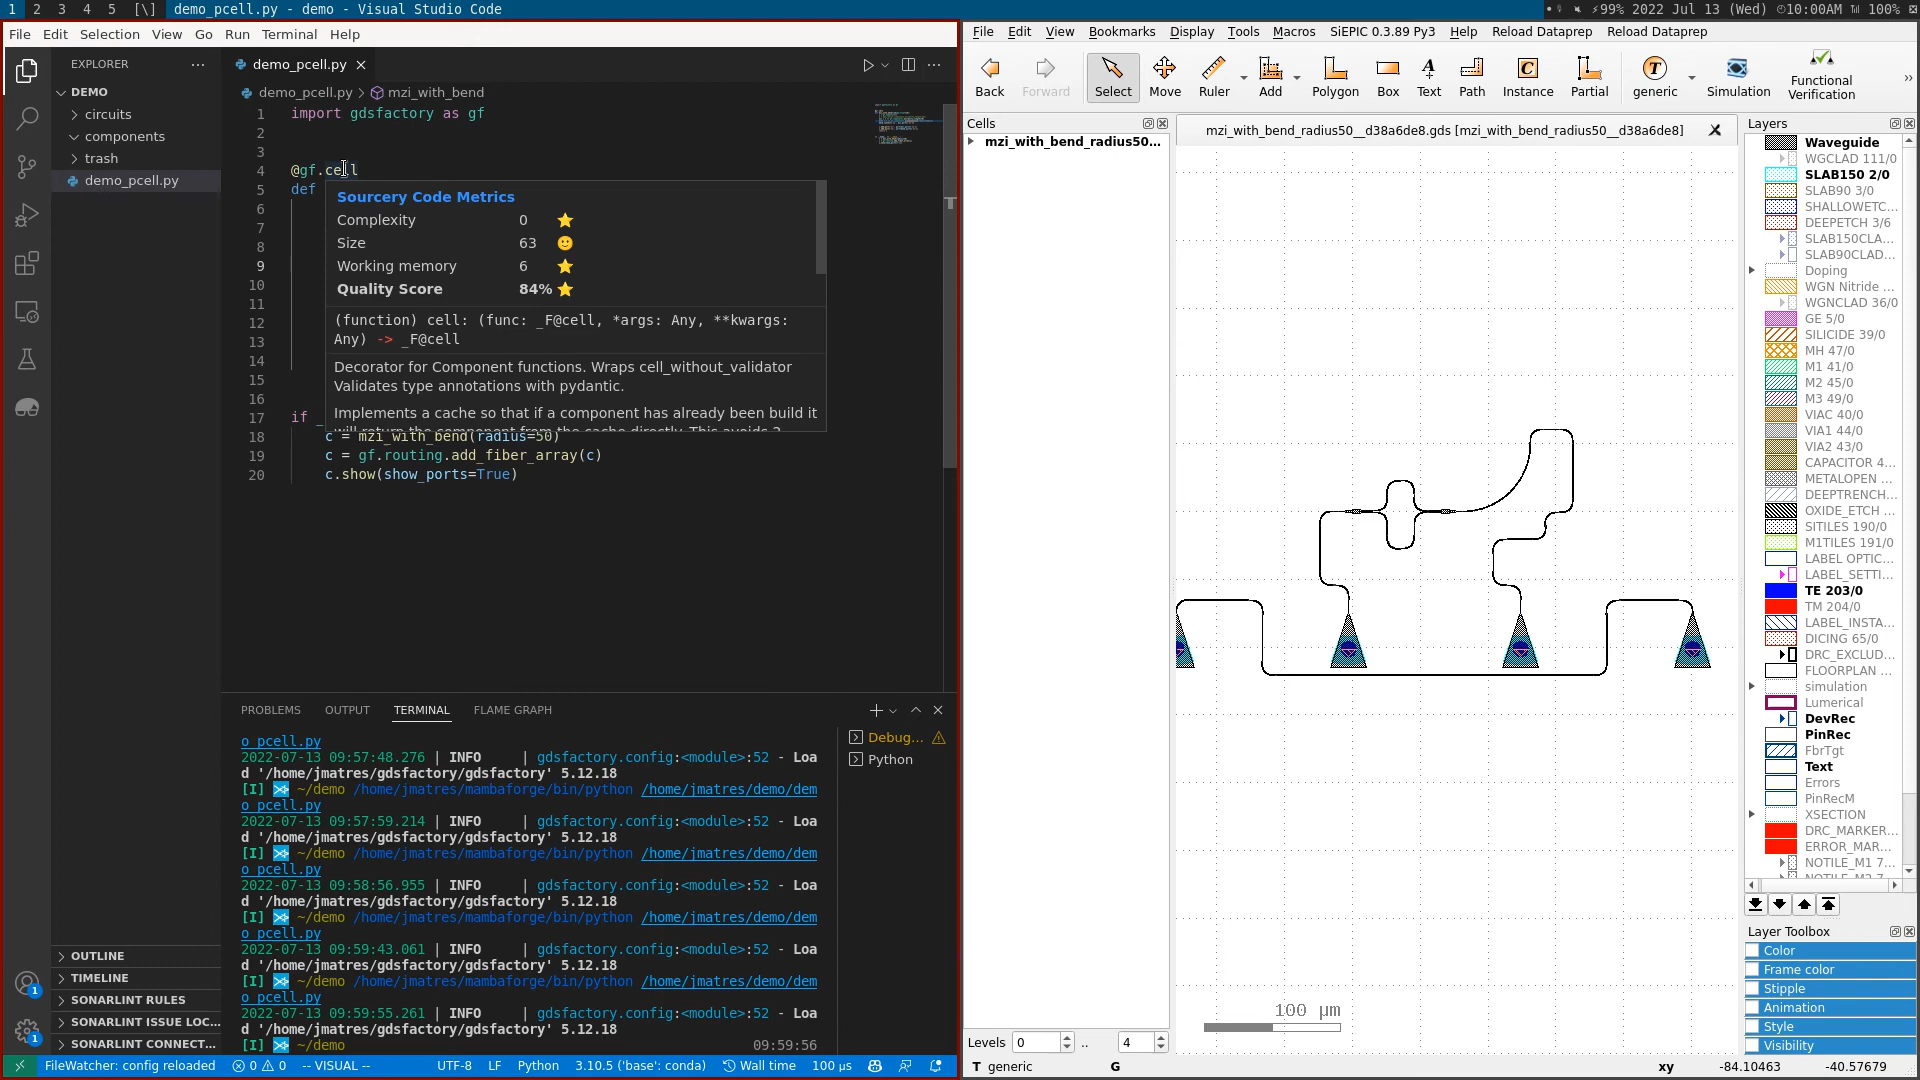 1 2 3 4 5 [\] demo_pcell.py - demo - Visual Studio Code
99% 2022 Jul 13 (Wed) 10:00AM 100%
File Edit Selection View Go Run Terminal Help
EXPLORER ···
DEMO
circuits
components
trash
demo_pcell.py
OUTLINE
TIMELINE
SONARLINT RULES
SONARLINT ISSUE LOC...
SONARLINT CONNECT...
1
1
demo_pcell.py
demo_pcell.py > mzi_with_bend
1 import gdsfactory as gf
2
3
4 @gf.cell
5 def
6
7
8
9
10
11
12
13
14
15
16
17 if _
18 c = mzi_with_bend(radius=50)
19 c = gf.routing.add_fiber_array(c)
20 c.show(show_ports=True)
Sourcery Code Metrics
Complexity 0
Size 63
Working memory 6
Quality Score 84%
(function) cell: (func: _F@cell, *args: Any, **kwargs:
Any) -> _F@cell
Decorator for Component functions. Wraps cell_without_validator
Validates type annotations with pydantic.
Implements a cache so that if a component has already been build it
will return the component from the cache directly. This avoids 2
PROBLEMS OUTPUT TERMINAL FLAME GRAPH
o_pcell.py
2022-07-13 09:57:48.276 | INFO | gdsfactory.config:<module>:52 - Loa
d '/home/jmatres/gdsfactory/gdsfactory' 5.12.18
[I] ~/demo /home/jmatres/mambaforge/bin/python /home/jmatres/demo/dem
o_pcell.py
2022-07-13 09:57:59.214 | INFO | gdsfactory.config:<module>:52 - Loa
d '/home/jmatres/gdsfactory/gdsfactory' 5.12.18
[I] ~/demo /home/jmatres/mambaforge/bin/python /home/jmatres/demo/dem
o_pcell.py
2022-07-13 09:58:56.955 | INFO | gdsfactory.config:<module>:52 - Loa
d '/home/jmatres/gdsfactory/gdsfactory' 5.12.18
[I] ~/demo /home/jmatres/mambaforge/bin/python /home/jmatres/demo/dem
o_pcell.py
2022-07-13 09:59:43.061 | INFO | gdsfactory.config:<module>:52 - Loa
d '/home/jmatres/gdsfactory/gdsfactory' 5.12.18
[I] ~/demo /home/jmatres/mambaforge/bin/python /home/jmatres/demo/dem
o_pcell.py
2022-07-13 09:59:55.261 | INFO | gdsfactory.config:<module>:52 - Loa
d '/home/jmatres/gdsfactory/gdsfactory' 5.12.18
[I] ~/demo 09:59:56
Debug...
Python
FileWatcher: config reloaded 0 0 -- VISUAL -- UTF-8 LF Python 3.10.5 ('base': conda) Wall time 100 µs
File Edit View Bookmarks Display Tools Macros SiEPIC 0.3.89 Py3 Help Reload Dataprep Reload Dataprep
Back Forward Select Move Ruler Add Polygon Box Text Path Instance Partial generic Simulation Functional Verification
Cells
mzi_with_bend_radius50...
mzi_with_bend_radius50__d38a6de8.gds [mzi_with_bend_radius50__d38a6de8]
100 µm
Layers
Waveguide
WGCLAD 111/0
SLAB150 2/0
SLAB90 3/0
SHALLOWETC...
DEEPETCH 3/6
SLAB150CLA...
SLAB90CLAD...
Doping
WGN Nitride ...
WGNCLAD 36/0
GE 5/0
SILICIDE 39/0
MH 47/0
M1 41/0
M2 45/0
M3 49/0
VIAC 40/0
VIA1 44/0
VIA2 43/0
CAPACITOR 4...
METALOPEN ...
DEEPTRENCH...
OXIDE_ETCH ...
SITILES 190/0
M1TILES 191/0
LABEL OPTIC...
LABEL_SETTI...
TE 203/0
TM 204/0
LABEL_INSTA...
DICING 65/0
DRC_EXCLUD...
FLOORPLAN ...
simulation
Lumerical
DevRec
PinRec
FbrTgt
Text
Errors
PinRecM
XSECTION
DRC_MARKER...
ERROR_MAR...
NOTILE_M1 7...
NOTILE_M2 7...
Layer Toolbox
Color
Frame color
Stipple
Animation
Style
Visibility
Levels 0 .. 4
T generic G xy -84.10463 -40.57679